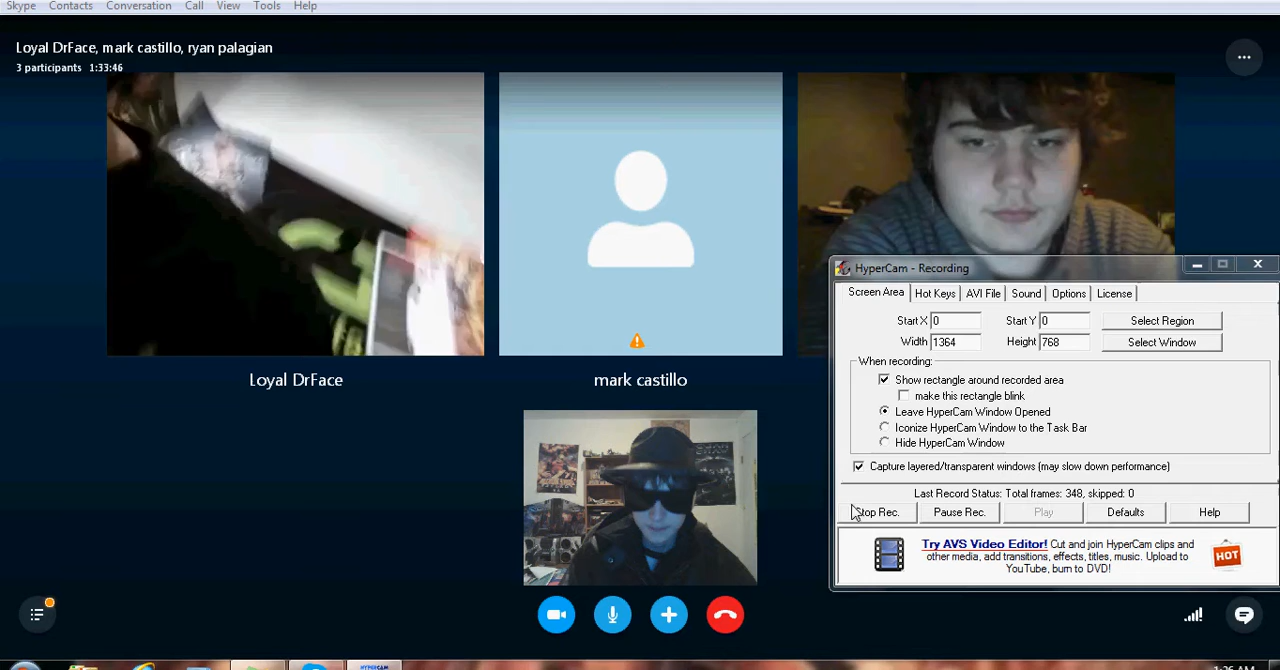 Skype Contacts Conversation Call View Tools Help
Loyal DrFace, mark castillo, ryan palagian
3 participants 1:33:46
Loyal DrFace
mark castillo
HyperCam - Recording
Screen Area Hot Keys AVI File Sound Options License
Start X 0 Start Y 0 Select Region
Width 1364 Height 768 Select Window
When recording:
Show rectangle around recorded area
make this rectangle blink
Leave HyperCam Window Opened
Iconize HyperCam Window to the Task Bar
Hide HyperCam Window
Capture layered/transparent windows (may slow down performance)
Last Record Status: Total frames: 348, skipped: 0
Stop Rec. Pause Rec. Play Defaults Help
Try AVS Video Editor! Cut and join HyperCam clips and
other media, add transitions, effects, titles, music. Upload to
YouTube, burn to DVD!
HOT
HYPER
CAM
1:26 AM